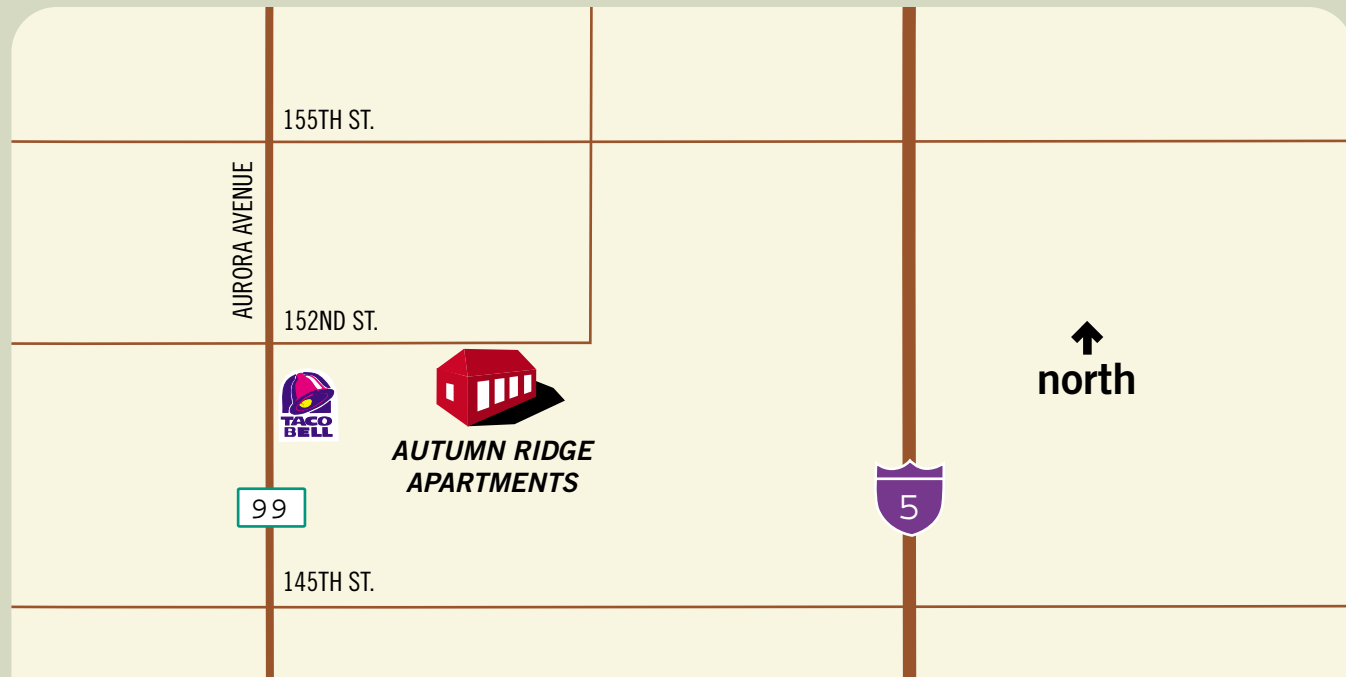 155TH ST.
AURORA AVENUE
152ND ST.
TACO
BELL
AUTUMN RIDGE
APARTMENTS
north
99
5
145TH ST.